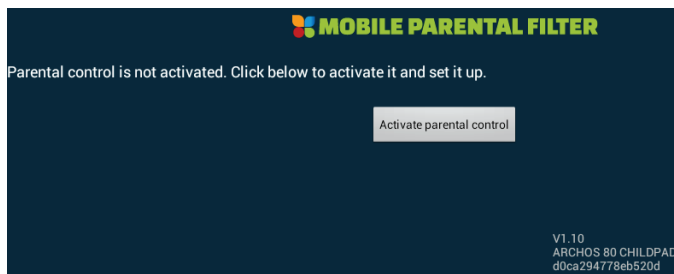 MOBILE PARENTAL FILTER
Parental control is not activated. Click below to activate it and set it up.
Activate parental control
V1.10
ARCHOS 80 CHILDPAD
d0ca294778eb520d